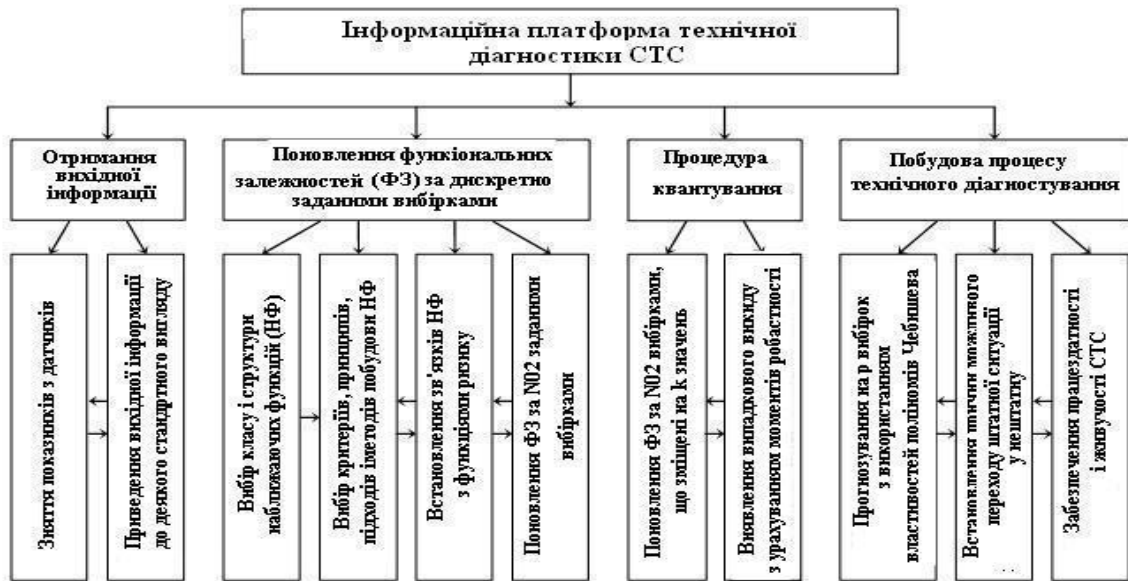 Інформаційна платформа технічної
діагностики СТС
Отримання
вихідної
інформації
Поновлення функіональних
залежностей (ФЗ) за дискретно
заданими вибірками
Процедура
квантування
Побудова процесу
технічного діагностування
Зняття показників з датчиків
Приведення вихідної інформації
до деякого стандртного вигляду
Вибір класу і структури
наближаючих функцій (НФ)
Вибір критеріїв, принципів,
підходів іметодів побудови НФ
Встановлення зв'язків НФ
з функціями ризику
Поновлення ФЗ за N02 заданими
вибірками
Поновлення ФЗ за N02 вибірками,
що зміщені на k значень
Виявлення випадкового викиду
з урахуванням моментів робастності
Прогнозування на p вибірок
з використанням
властивостей поліномів Чебишева
Встановлення причин можливого
переходу штатної ситуації
у нештатну
Забезпечення працездатності
і живучості СТС